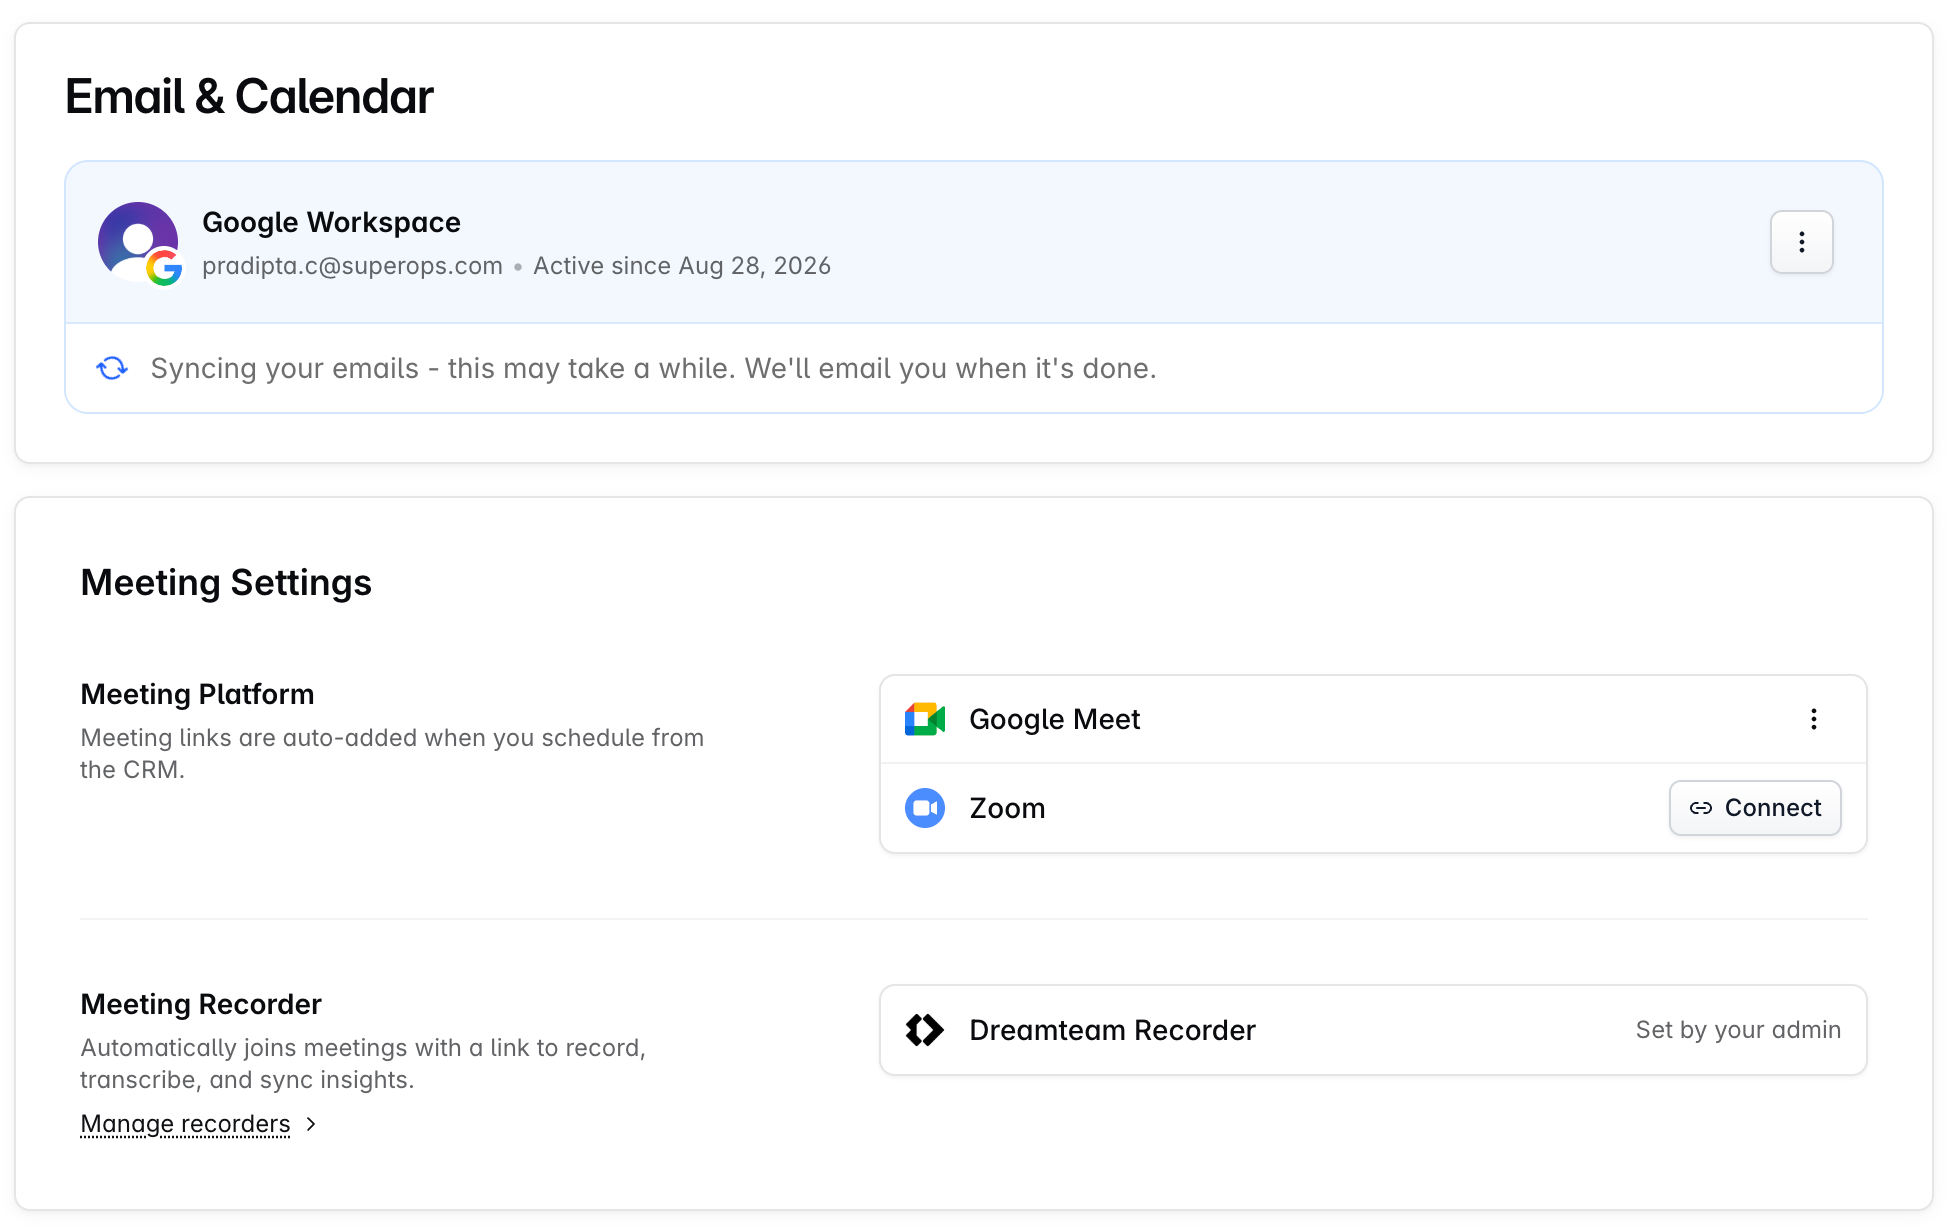 Email & Calendar
Google Workspace
pradipta.c@superops.com • Active since Aug 28, 2026
Syncing your emails - this may take a while. We'll email you when it's done.
Meeting Settings
Meeting Platform
Meeting links are auto-added when you schedule from
the CRM.
Google Meet
Zoom
Connect
Meeting Recorder
Automatically joins meetings with a link to record,
transcribe, and sync insights.
Manage recorders
Dreamteam Recorder
Set by your admin